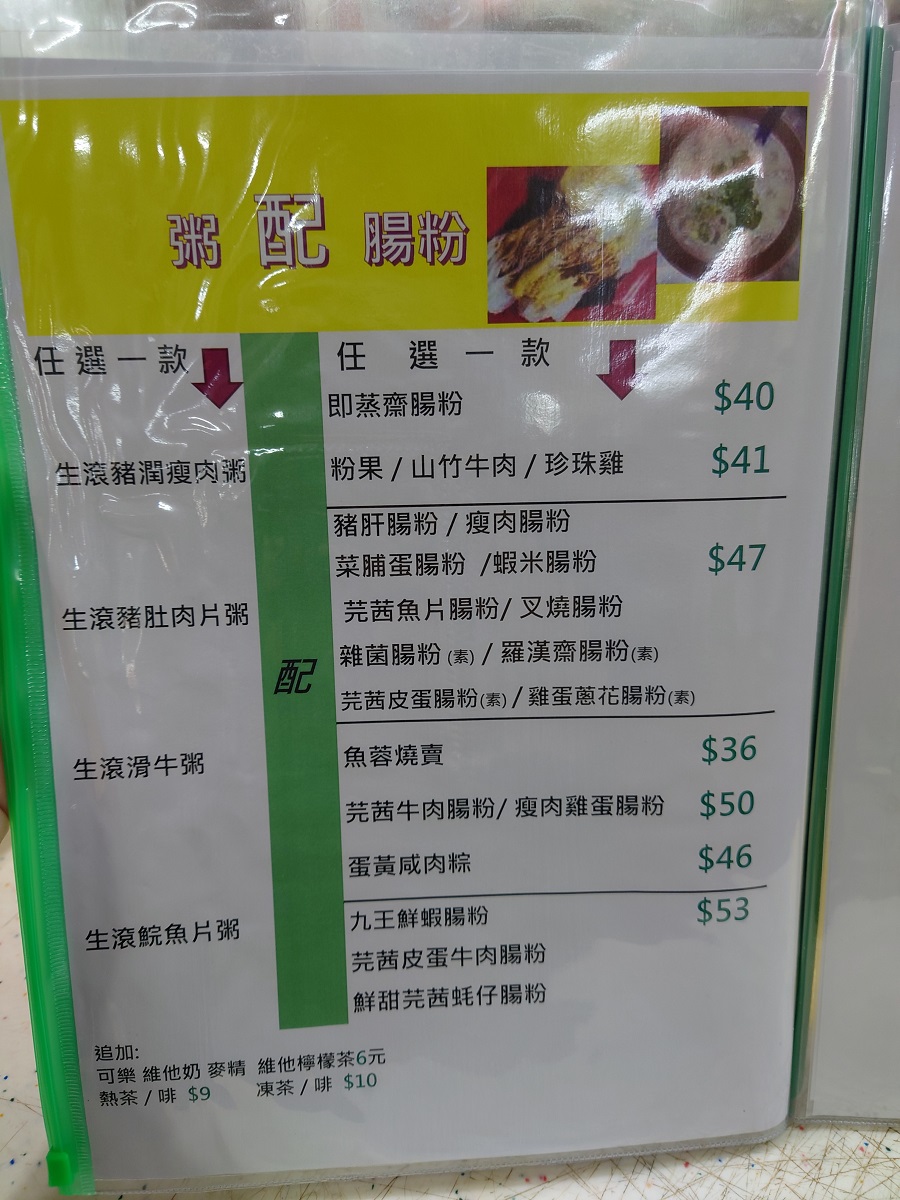 粥 配 腸粉
任選一款
任 選 一 款
即蒸齋腸粉 $40
生滾豬潤瘦肉粥
粉果 / 山竹牛肉 / 珍珠雞 $41
豬肝腸粉 / 瘦肉腸粉
菜脯蛋腸粉 /蝦米腸粉 $47
生滾豬肚肉片粥
芫茜魚片腸粉/ 叉燒腸粉
雜菌腸粉 (素) / 羅漢齋腸粉(素)
配
芫茜皮蛋腸粉(素) / 雞蛋蔥花腸粉(素)
生滾滑牛粥
魚蓉燒賣 $36
芫茜牛肉腸粉/ 瘦肉雞蛋腸粉 $50
蛋黃咸肉粽 $46
生滾鯇魚片粥
九王鮮蝦腸粉 $53
芫茜皮蛋牛肉腸粉
鮮甜芫茜蚝仔腸粉
追加:
可樂 維他奶 麥精 維他檸檬茶6元
熱茶 / 啡 $9 凍茶 / 啡 $10